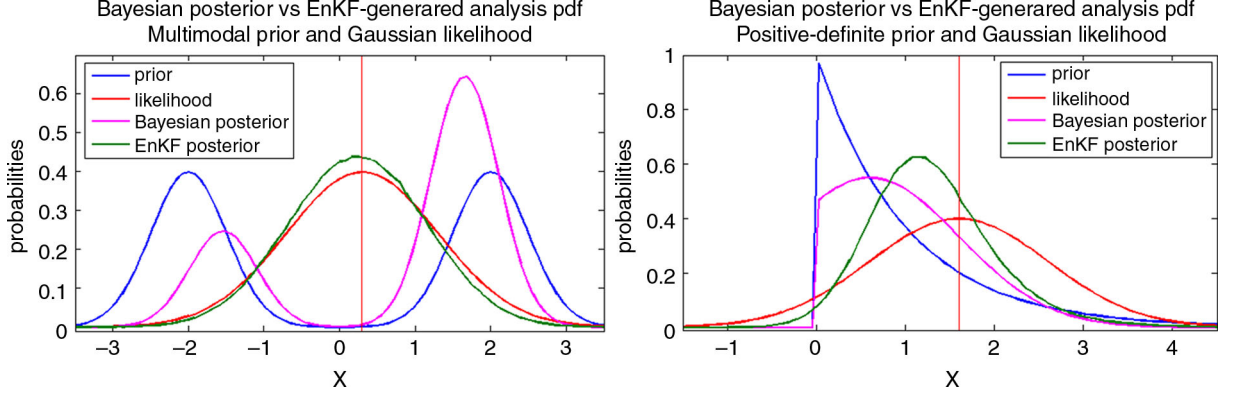 Bayesian posterior vs EnKF-generared analysis pdf
Multimodal prior and Gaussian likelihood
prior
likelihood
Bayesian posterior
EnKF posterior
probabilities
0.6
0.5
0.4
0.3
0.2
0.1
0
−3
−2
−1
0
1
2
3
X
Bayesian posterior vs EnKF-generared analysis pdf
Positive-definite prior and Gaussian likelihood
prior
likelihood
Bayesian posterior
EnKF posterior
probabilities
1
0.8
0.6
0.4
0.2
0
−1
0
1
2
3
4
X